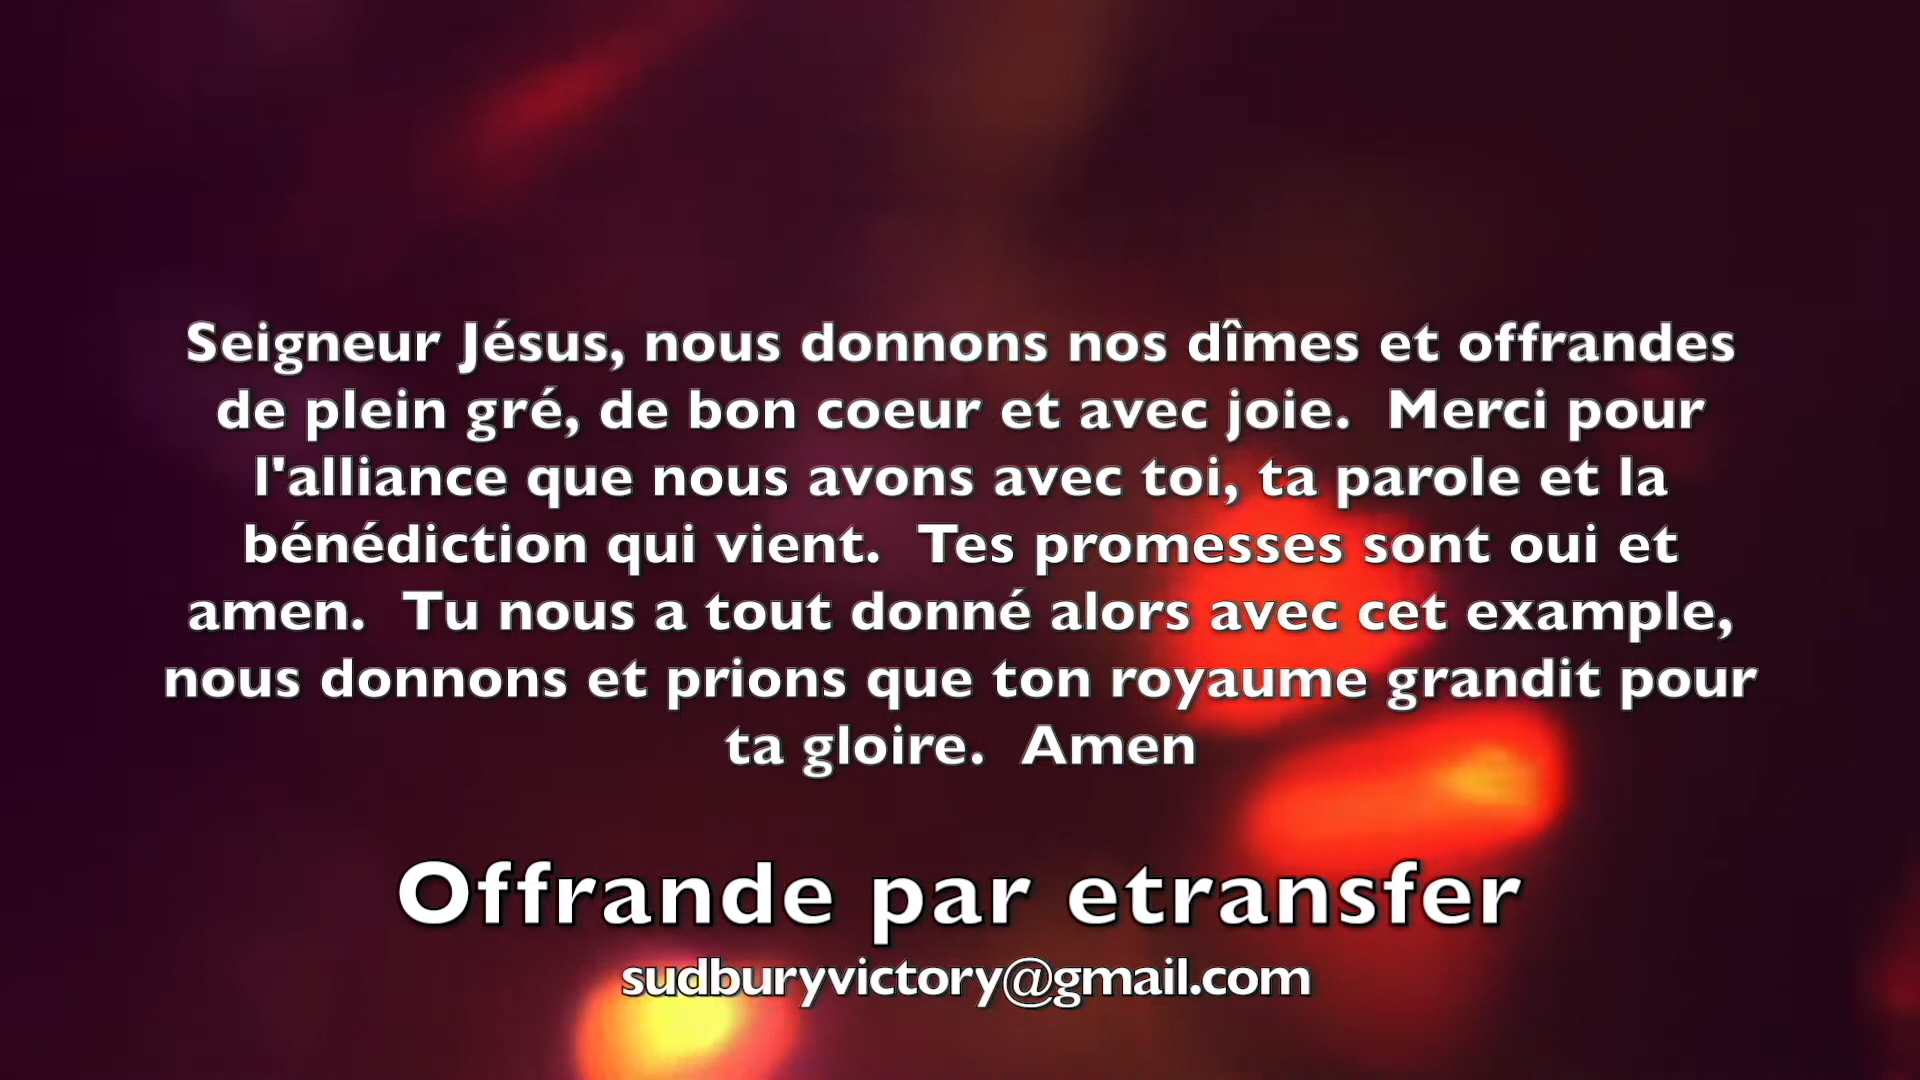 Seigneur Jésus, nous donnons nos dîmes et offrandes
de plein gré, de bon coeur et avec joie.  Merci pour
l'alliance que nous avons avec toi, ta parole et la
bénédiction qui vient.  Tes promesses sont oui et
amen.  Tu nous a tout donné alors avec cet example,
nous donnons et prions que ton royaume grandit pour
ta gloire.  Amen
Offrande par etransfer
sudburyvictory@gmail.com